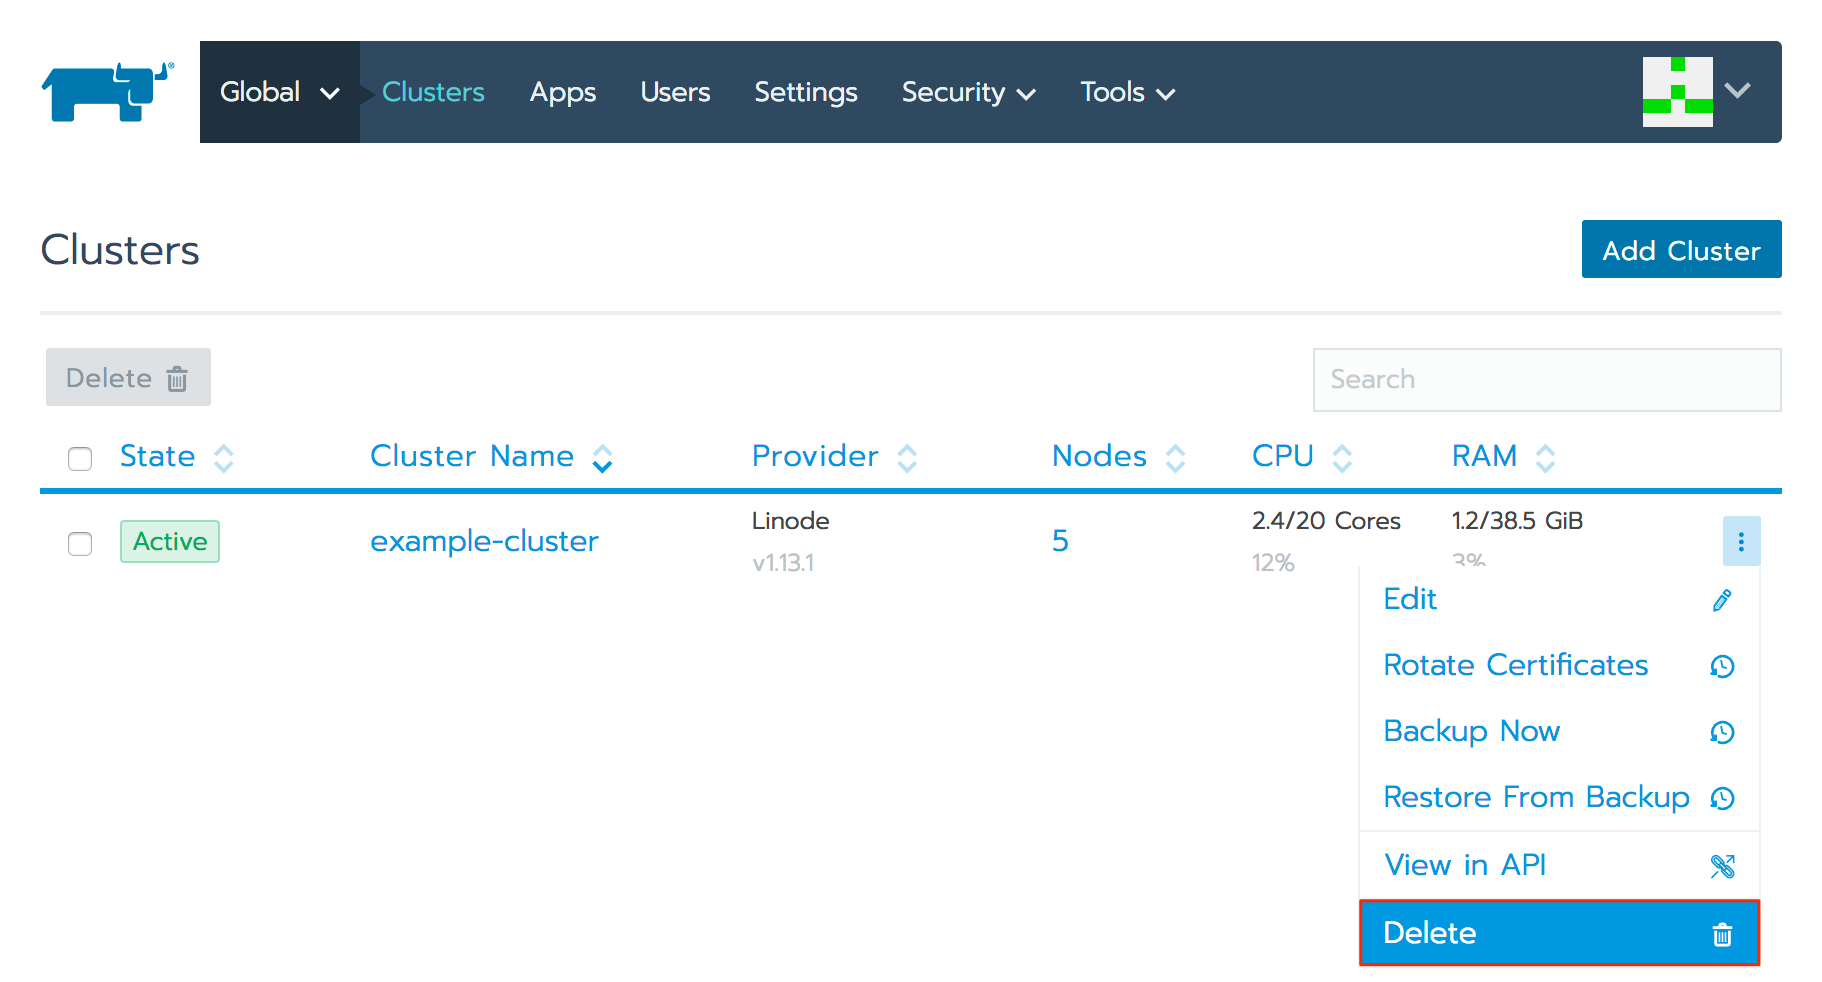 Global Clusters Apps Users Settings Security Tools
Clusters
Add Cluster
Delete
Search
State Cluster Name Provider Nodes CPU RAM
Active example-cluster Linode 5 2.4/20 Cores 1.2/38.5 GiB
v1.13.1 12% 3%
Edit
Rotate Certificates
Backup Now
Restore From Backup
View in API
Delete